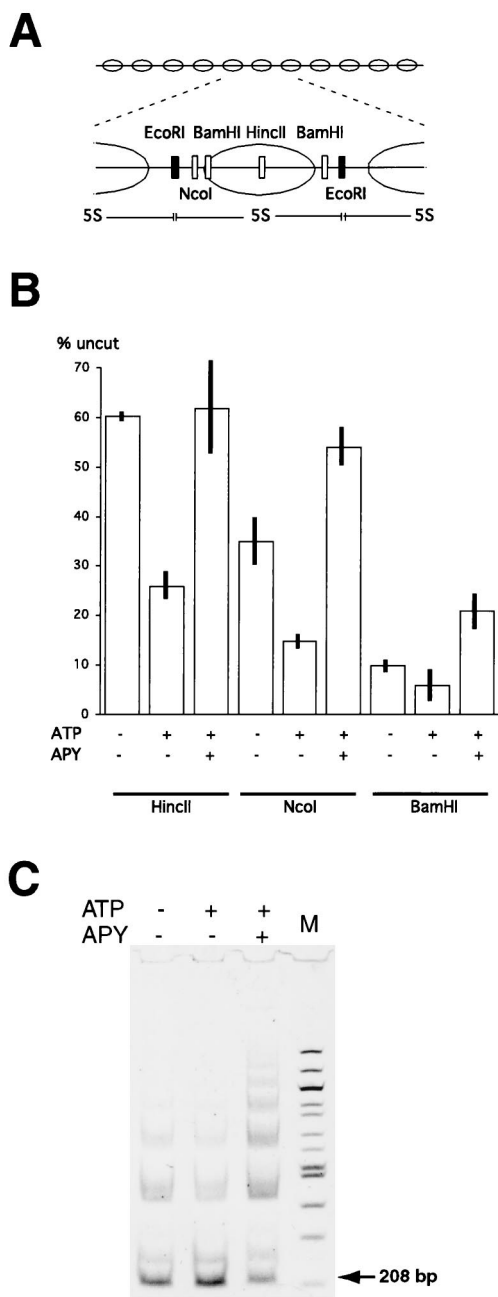 A
EcoRI BamHI HincII BamHI
NcoI EcoRI
5S 5S 5S
B
% uncut
70
60
50
40
30
20
10
0
ATP - + + - + + - + +
APY - - + - - + - - +
HincII NcoI BamHI
C
ATP - + +
APY - - + M
208 bp